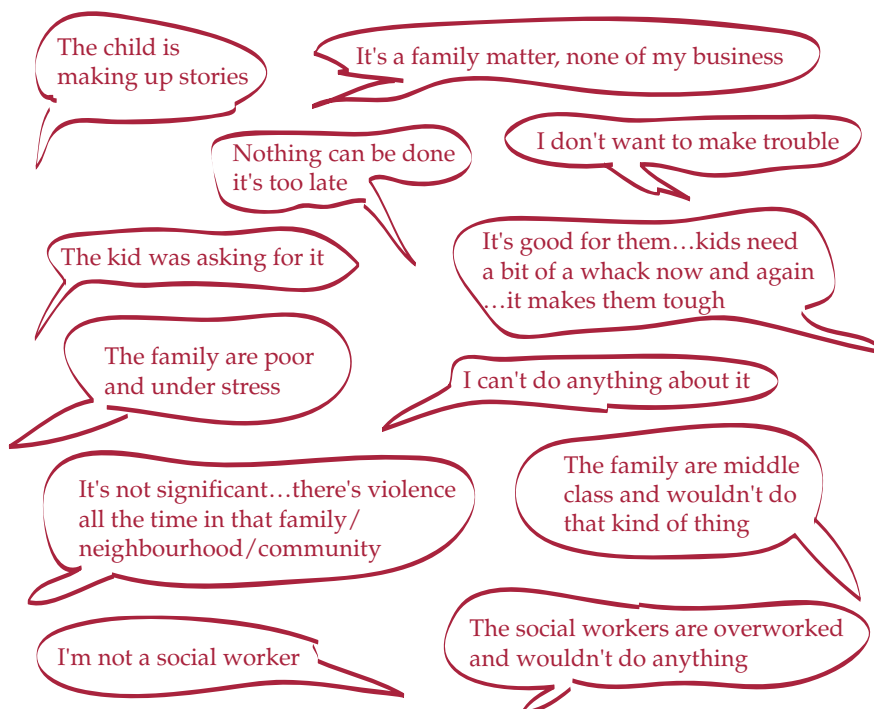 The child is
making up stories
It's a family matter, none of my business
Nothing can be done
it's too late
I don't want to make trouble
The kid was asking for it
It's good for them…kids need
a bit of a whack now and again
…it makes them tough
The family are poor
and under stress
I can't do anything about it
It's not significant…there's violence
all the time in that family/
neighbourhood/community
The family are middle
class and wouldn't do
that kind of thing
I'm not a social worker
The social workers are overworked
and wouldn't do anything